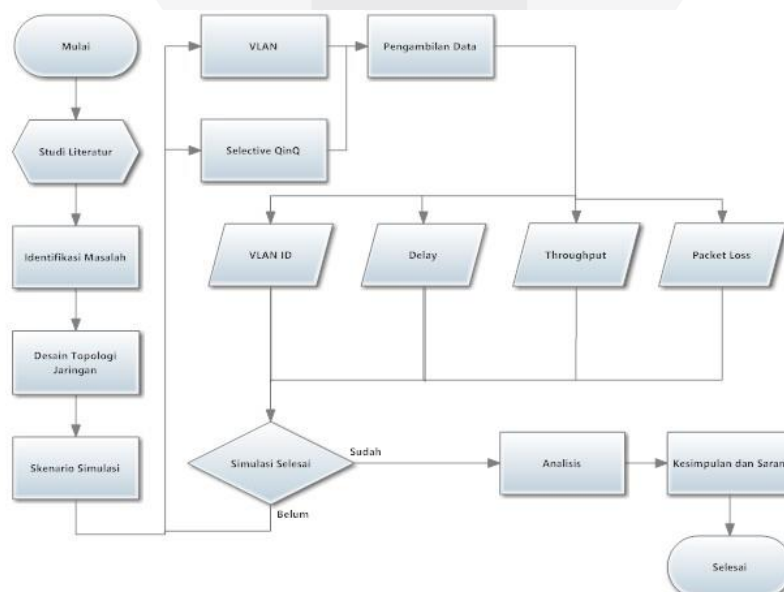 Mulai
Studi Literatur
Identifikasi Masalah
Desain Topologi
Jaringan
Skenario Simulasi
VLAN
Selective QinQ
Pengambilan Data
VLAN ID
Delay
Throughput
Packet Loss
Simulasi Selesai
Sudah
Belum
Analisis
Kesimpulan dan Saran
Selesai